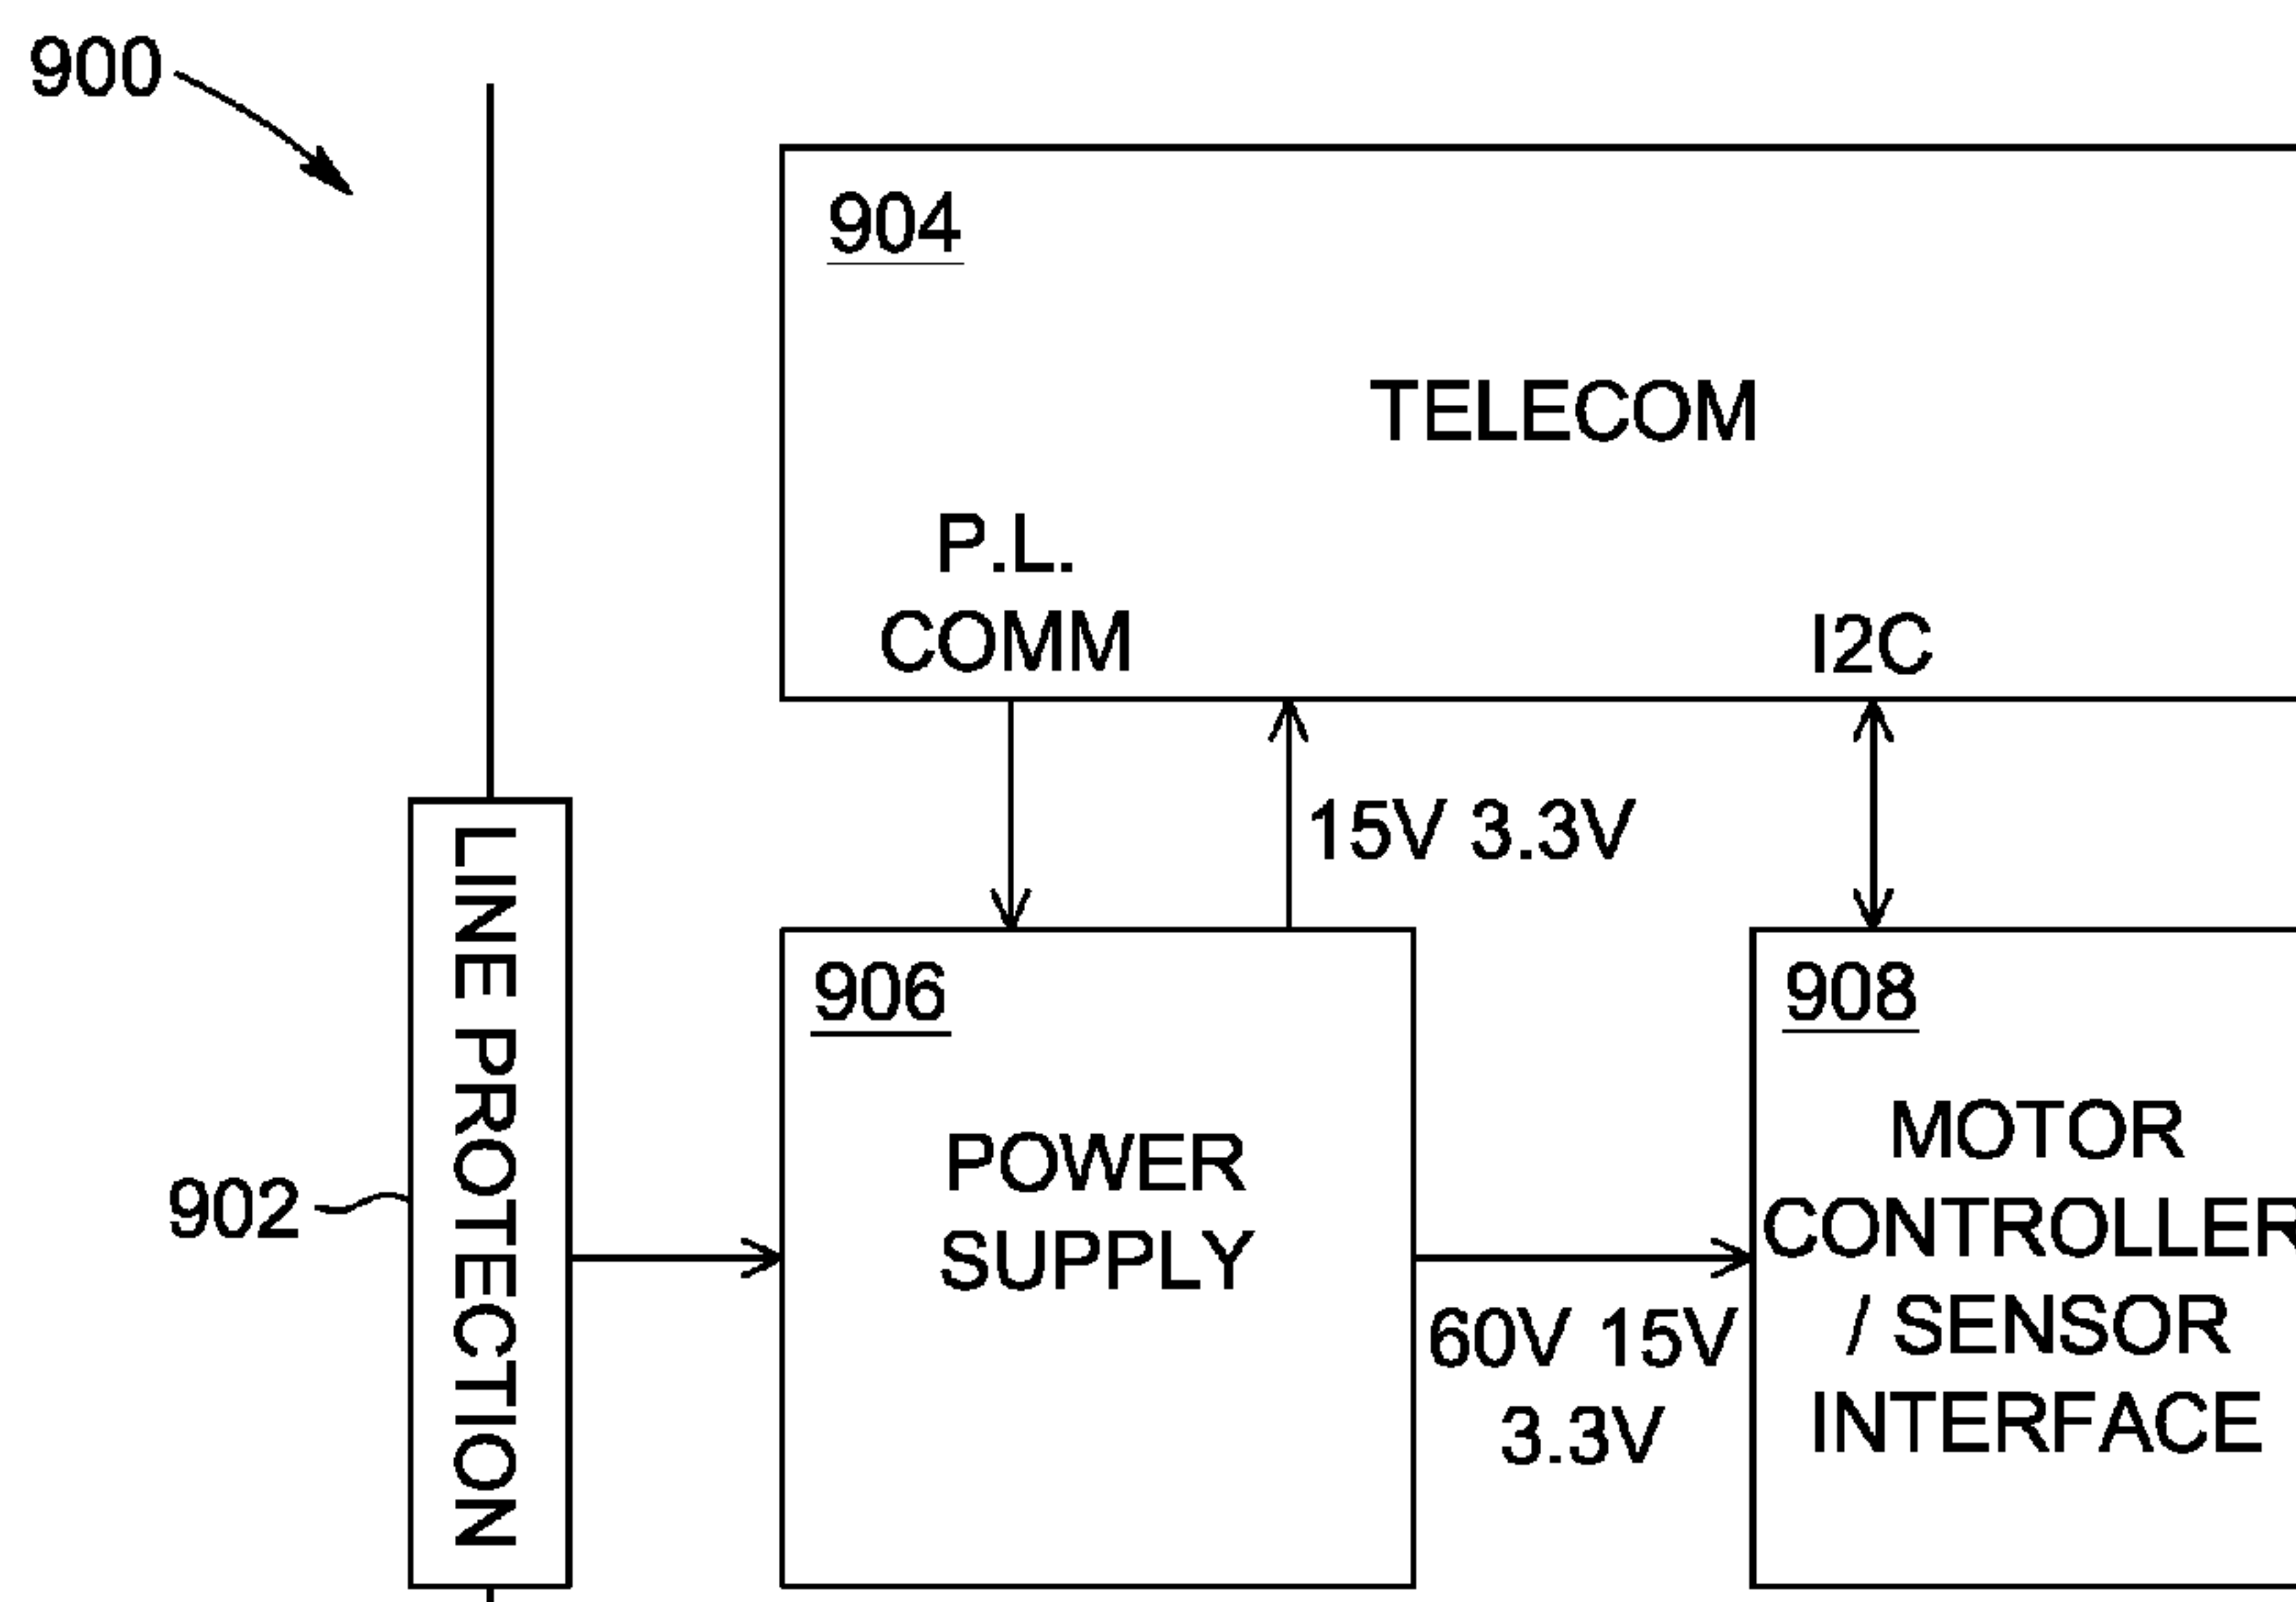 900
904
TELECOM
P.L.
COMM
I2C
15V 3.3V
LINE PROTECTION
902
906
POWER
SUPPLY
60V 15V
3.3V
908
MOTOR
CONTROLLER
/ SENSOR
INTERFACE